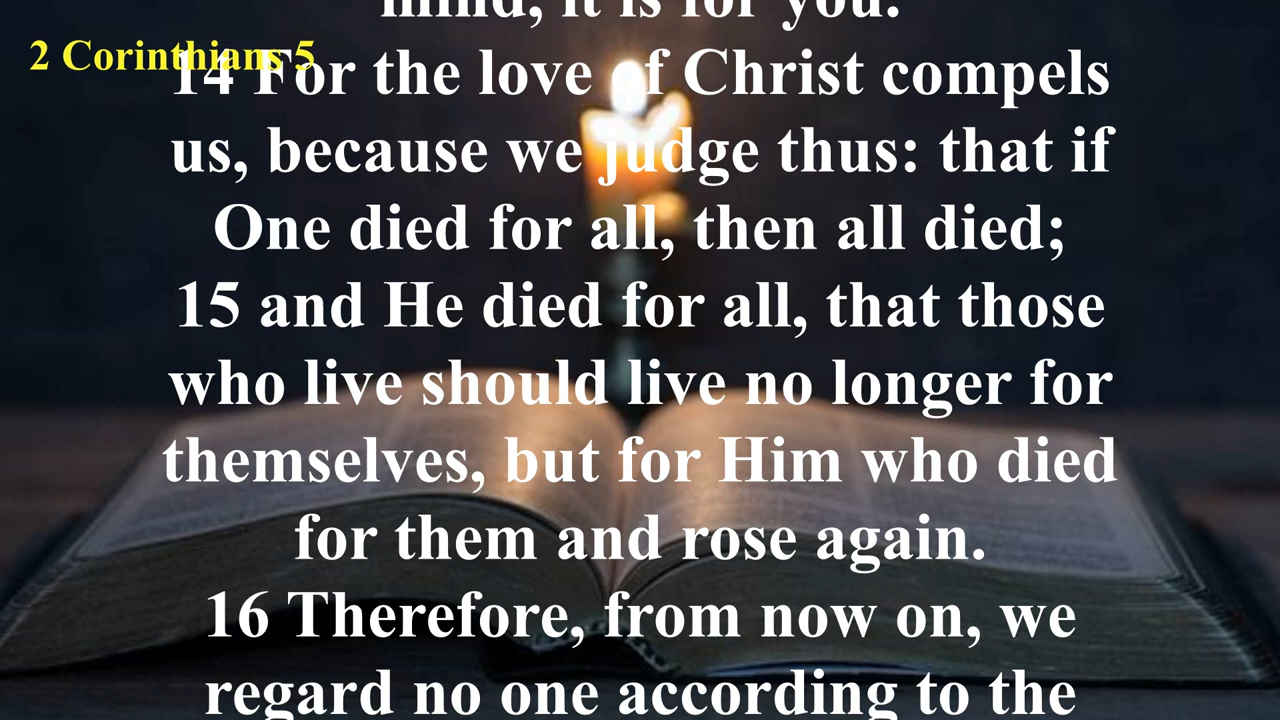 mind, it is for you.
2 Corinthians 5
14 For the love of Christ compels
us, because we judge thus: that if
One died for all, then all died;
15 and He died for all, that those
who live should live no longer for
themselves, but for Him who died
for them and rose again.
16 Therefore, from now on, we
regard no one according to the